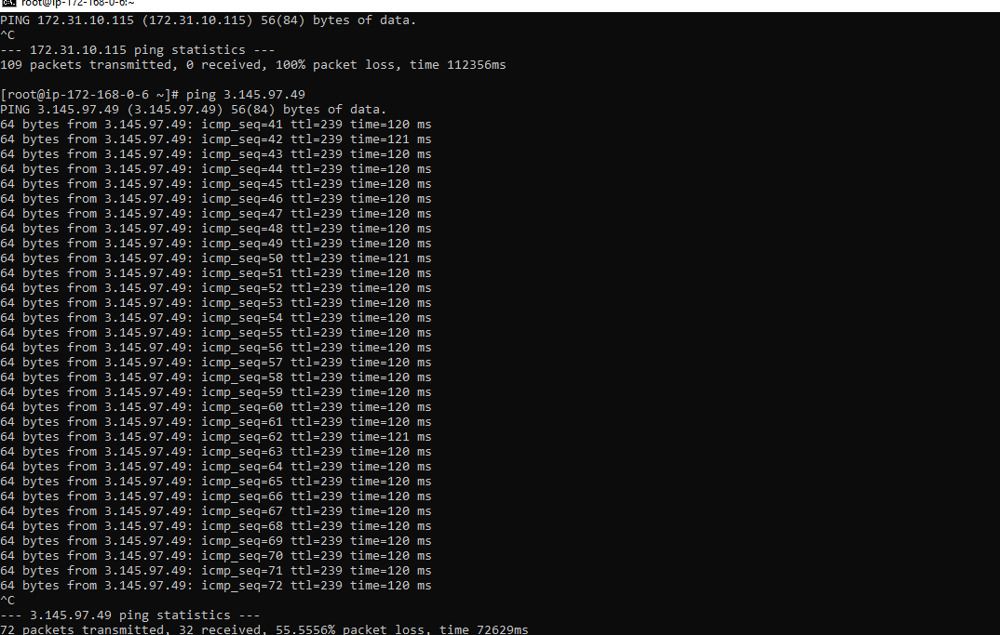 root@ip-172-168-0-6:~
PING 172.31.10.115 (172.31.10.115) 56(84) bytes of data.
^C
--- 172.31.10.115 ping statistics ---
109 packets transmitted, 0 received, 100% packet loss, time 112356ms
[root@ip-172-168-0-6 ~]# ping 3.145.97.49
PING 3.145.97.49 (3.145.97.49) 56(84) bytes of data.
64 bytes from 3.145.97.49: icmp_seq=41 ttl=239 time=120 ms
64 bytes from 3.145.97.49: icmp_seq=42 ttl=239 time=121 ms
64 bytes from 3.145.97.49: icmp_seq=43 ttl=239 time=120 ms
64 bytes from 3.145.97.49: icmp_seq=44 ttl=239 time=120 ms
64 bytes from 3.145.97.49: icmp_seq=45 ttl=239 time=120 ms
64 bytes from 3.145.97.49: icmp_seq=46 ttl=239 time=120 ms
64 bytes from 3.145.97.49: icmp_seq=47 ttl=239 time=120 ms
64 bytes from 3.145.97.49: icmp_seq=48 ttl=239 time=120 ms
64 bytes from 3.145.97.49: icmp_seq=49 ttl=239 time=120 ms
64 bytes from 3.145.97.49: icmp_seq=50 ttl=239 time=121 ms
64 bytes from 3.145.97.49: icmp_seq=51 ttl=239 time=120 ms
64 bytes from 3.145.97.49: icmp_seq=52 ttl=239 time=120 ms
64 bytes from 3.145.97.49: icmp_seq=53 ttl=239 time=120 ms
64 bytes from 3.145.97.49: icmp_seq=54 ttl=239 time=120 ms
64 bytes from 3.145.97.49: icmp_seq=55 ttl=239 time=120 ms
64 bytes from 3.145.97.49: icmp_seq=56 ttl=239 time=120 ms
64 bytes from 3.145.97.49: icmp_seq=57 ttl=239 time=120 ms
64 bytes from 3.145.97.49: icmp_seq=58 ttl=239 time=120 ms
64 bytes from 3.145.97.49: icmp_seq=59 ttl=239 time=120 ms
64 bytes from 3.145.97.49: icmp_seq=60 ttl=239 time=120 ms
64 bytes from 3.145.97.49: icmp_seq=61 ttl=239 time=120 ms
64 bytes from 3.145.97.49: icmp_seq=62 ttl=239 time=121 ms
64 bytes from 3.145.97.49: icmp_seq=63 ttl=239 time=120 ms
64 bytes from 3.145.97.49: icmp_seq=64 ttl=239 time=120 ms
64 bytes from 3.145.97.49: icmp_seq=65 ttl=239 time=120 ms
64 bytes from 3.145.97.49: icmp_seq=66 ttl=239 time=120 ms
64 bytes from 3.145.97.49: icmp_seq=67 ttl=239 time=120 ms
64 bytes from 3.145.97.49: icmp_seq=68 ttl=239 time=120 ms
64 bytes from 3.145.97.49: icmp_seq=69 ttl=239 time=120 ms
64 bytes from 3.145.97.49: icmp_seq=70 ttl=239 time=120 ms
64 bytes from 3.145.97.49: icmp_seq=71 ttl=239 time=120 ms
64 bytes from 3.145.97.49: icmp_seq=72 ttl=239 time=120 ms
^C
--- 3.145.97.49 ping statistics ---
72 packets transmitted, 32 received, 55.5556% packet loss, time 72629ms